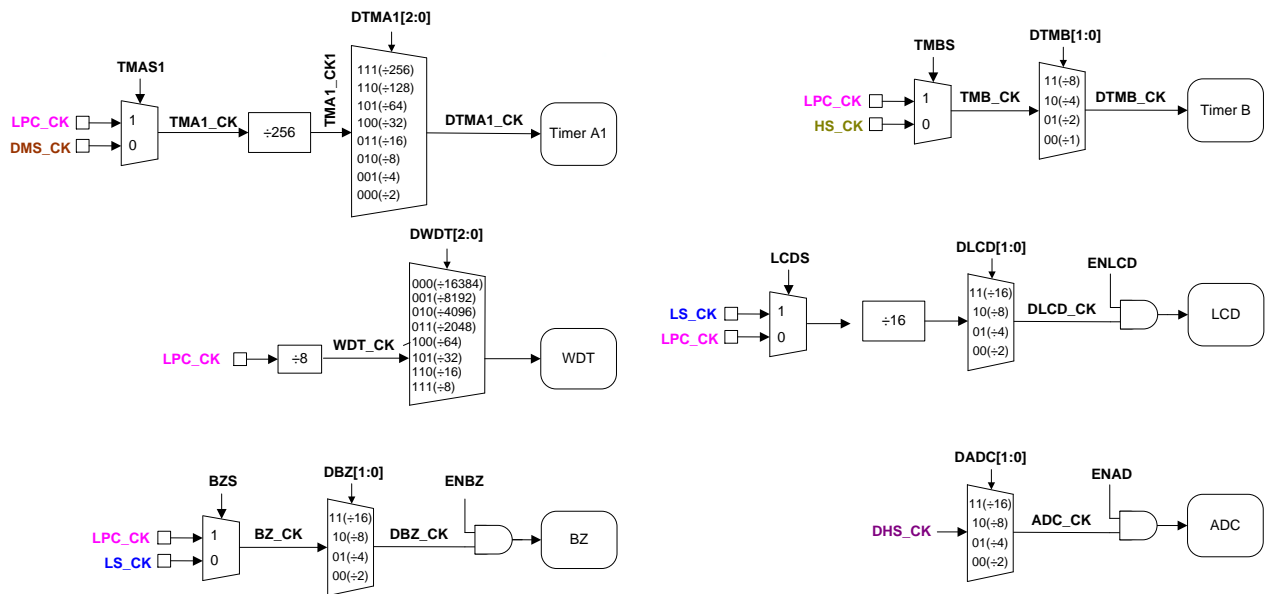 DTMA1[2:0]
TMAS1
TMA1_CK1
111(÷256)
110(÷128)
101(÷64)
100(÷32)
011(÷16)
010(÷8)
001(÷4)
000(÷2)
LPC_CK
1
DMS_CK
0
TMA1_CK
÷256
DTMA1_CK
Timer A1
TMBS
DTMB[1:0]
LPC_CK
1
HS_CK
0
TMB_CK
11(÷8)
10(÷4)
01(÷2)
00(÷1)
DTMB_CK
Timer B
DWDT[2:0]
000(÷16384)
001(÷8192)
010(÷4096)
011(÷2048)
100(÷64)
101(÷32)
110(÷16)
111(÷8)
LPC_CK
÷8
WDT_CK
WDT
LCDS
DLCD[1:0]
ENLCD
LS_CK
1
LPC_CK
0
÷16
11(÷16)
10(÷8)
01(÷4)
00(÷2)
DLCD_CK
LCD
BZS
DBZ[1:0]
ENBZ
LPC_CK
1
LS_CK
0
BZ_CK
11(÷16)
10(÷8)
01(÷4)
00(÷2)
DBZ_CK
BZ
DADC[1:0]
ENAD
DHS_CK
11(÷16)
10(÷8)
01(÷4)
00(÷2)
ADC_CK
ADC